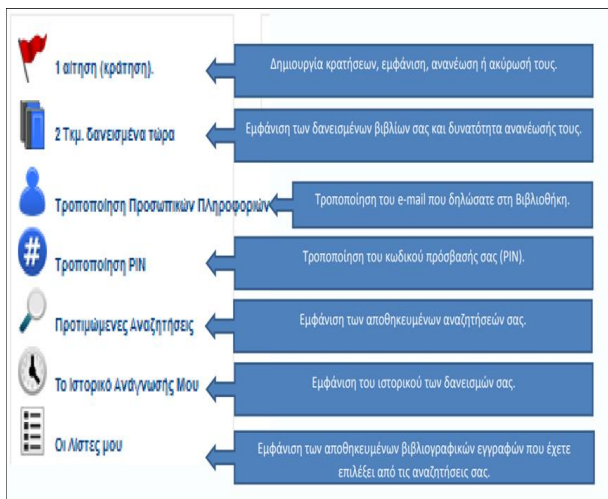 1 αίτηση (κράτηση).
Δημιουργία κρατήσεων, εμφάνιση, ανανέωση ή ακύρωσή τους.
2 Τκμ. δανεισμένα τώρα
Εμφάνιση των δανεισμένων βιβλίων σας και δυνατότητα ανανέωσής τους.
Τροποποίηση Προσωπικών Πληροφοριών
Τροποποίηση του e-mail που δηλώσατε στη Βιβλιοθήκη.
#
Τροποποίηση PIN
Τροποποίηση του κωδικού πρόσβασής σας (PIN).
Προτιμώμενες Αναζητήσεις
Εμφάνιση των αποθηκευμένων αναζητήσεών σας.
Το Ιστορικό Ανάγνωσής Μου
Εμφάνιση του ιστορικού των δανεισμών σας.
Οι Λίστες μου
Εμφάνιση των αποθηκευμένων βιβλιογραφικών εγγραφών που έχετε
επιλέξει από τις αναζητήσεις σας.